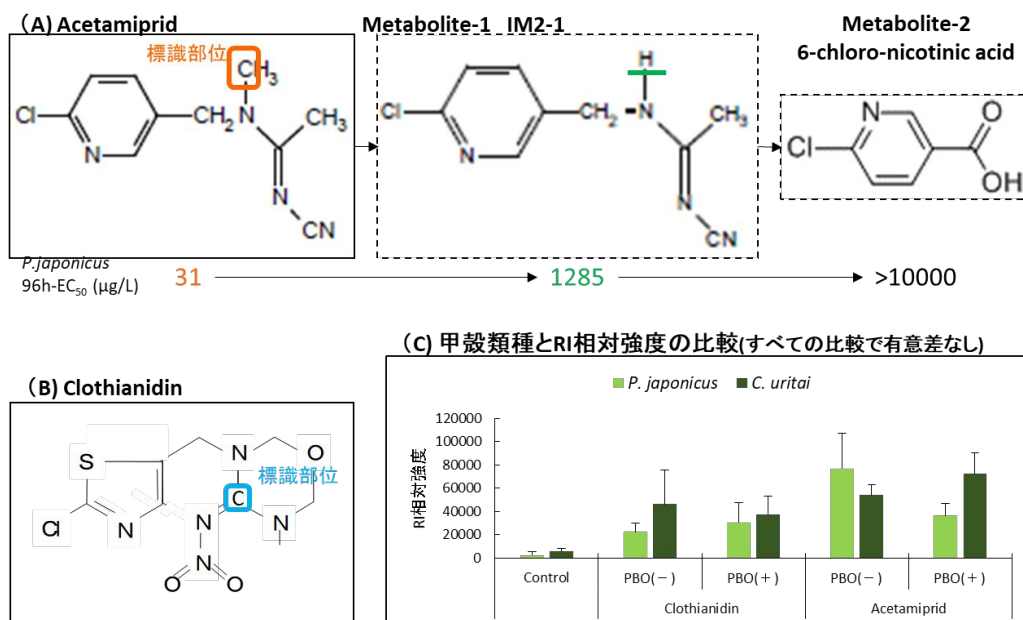 （A) Acetamiprid
Metabolite-1 IM2-1
Metabolite-2
6-chloro-nicotinic acid
標識部位
CH3
Cl
N
CH2
N
CH3
N
CN
H
Cl
N
CH2
N
CH3
N
CN
N
Cl
O
OH
P.japonicus
96h-EC50 (μg/L)
31
1285
>10000
（B) Clothianidin
S
N
O
標識部位
C
Cl
N
N
N
N
O
O
（C) 甲殻類種とRI相対強度の比較(すべての比較で有意差なし)
P. japonicus
C. uritai
RI相対強度
120000
100000
80000
60000
40000
20000
0
Control
PBO(－)
PBO(＋)
PBO(－)
PBO(＋)
Clothianidin
Acetamiprid